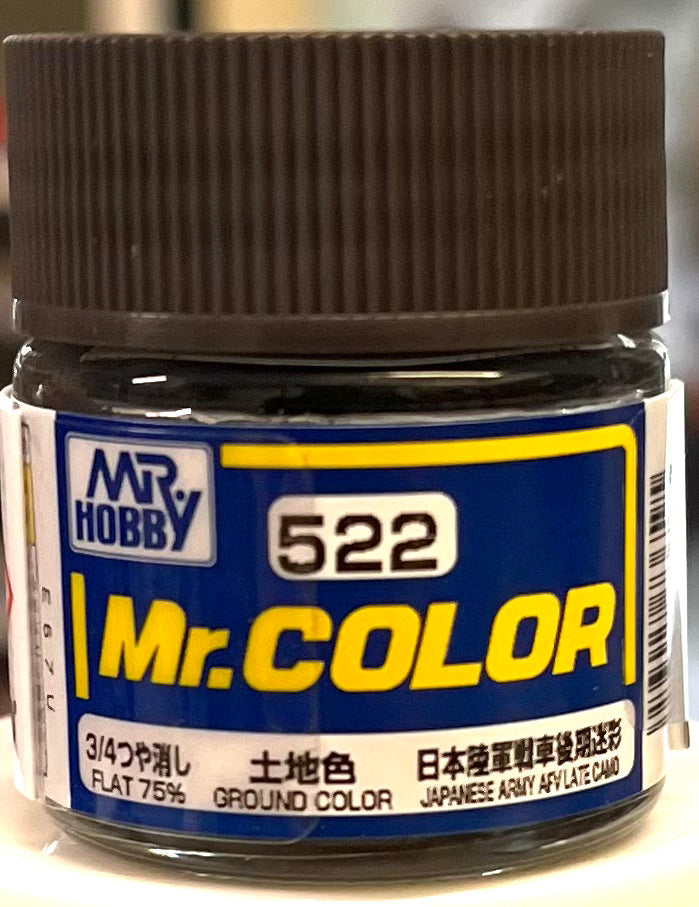 MR.
HOBBY
522
Mr.COLOR
3/4つや消し
FLAT 75%
土地色
GROUND COLOR
日本陸軍戦車後期迷彩
JAPANESE ARMY AFV LATE CAMO